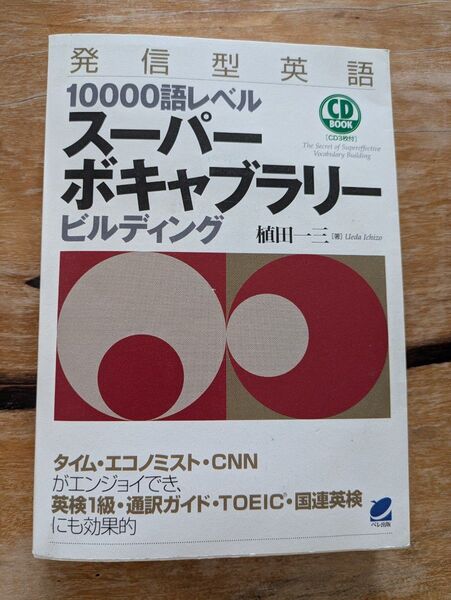 発信型英語
10000語レベル
スーパー
ボキャブラリー
ビルディング
CD
BOOK
[CD3枚付]
The Secret of Supereffective
Vocabulary Building
植田一三 [著] Ueda Ichizo
タイム・エコノミスト・CNN
がエンジョイでき、
英検1級・通訳ガイド・TOEIC®・国連英検
にも効果的
ベレ出版